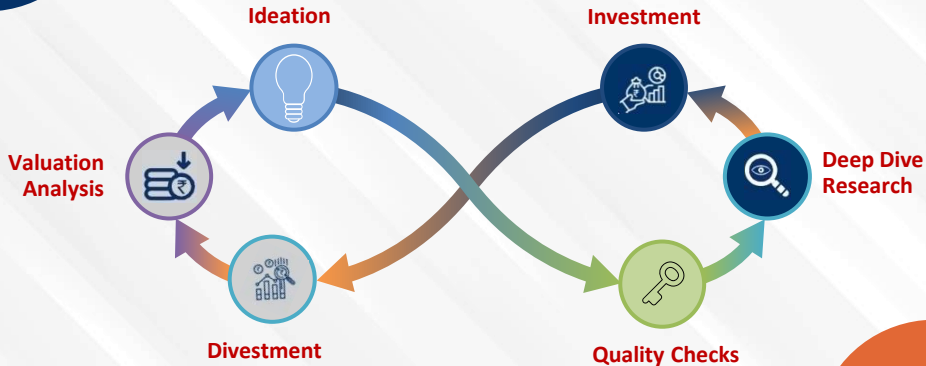 Ideation
Investment
Valuation
Analysis
Deep Dive
Research
Divestment
Quality Checks